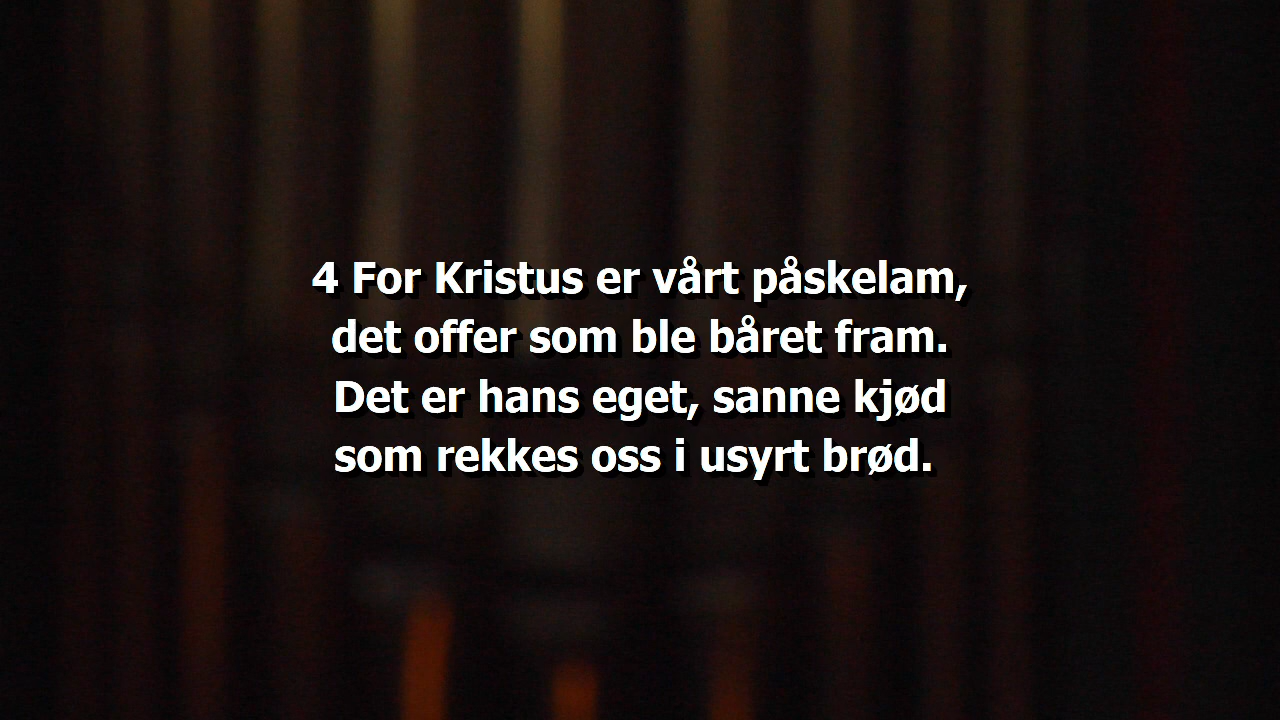 4 For Kristus er vårt påskelam,
det offer som ble båret fram.
Det er hans eget, sanne kjød
som rekkes oss i usyrt brød.